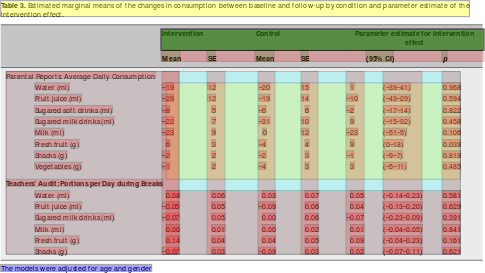 Table 3. Estimated marginal means of the changes in consumption between baseline and follow-up by condition and parameter estimate of the
intervention effect.
Intervention Control Parameter estimate for intervention
effect
Mean SE Mean SE (95% CI) p
Parental Reports Average Daily Consumption
Water (ml) −19 12 −20 15 1 (−39–41) 0.968
Fruit juice (ml) −29 12 −19 14 −10 (−49–29) 0.594
Sugared soft drinks (ml) −8 5 −6 6 −2 (−17–14) 0.822
Sugared milk drinks (ml) −22 7 −31 10 9 (−15–32) 0.458
Milk (ml) −23 9 0 12 −23 (−51–5) 0.106
Fresh fruit (g) 6 3 −4 4 9 (0–18) 0.039
Snacks (g) −2 2 −2 3 −1 (−9–7) 0.819
Vegetables (g) −1 2 −4 3 3 (−5–11) 0.485
Teachers' Audit: Portions per Day during Breaks
Water (ml) 0.08 0.06 0.03 0.07 0.05 (−0.14–0.23) 0.581
Fruit juice (ml) −0.05 0.05 −0.09 0.06 0.04 (−0.13–0.20) 0.629
Sugared milk drinks (ml) −0.07 0.05 0.00 0.06 −0.07 (−0.23–0.09) 0.391
Milk (ml) 0.00 0.01 0.00 0.02 0.01 (−0.04–0.05) 0.841
Fresh fruit (g) 0.14 0.04 0.04 0.05 0.09 (−0.04–0.23) 0.161
Snacks (g) −0.07 0.03 −0.09 0.03 0.02 (−0.07–0.11) 0.621
The models were adjusted for age and gender